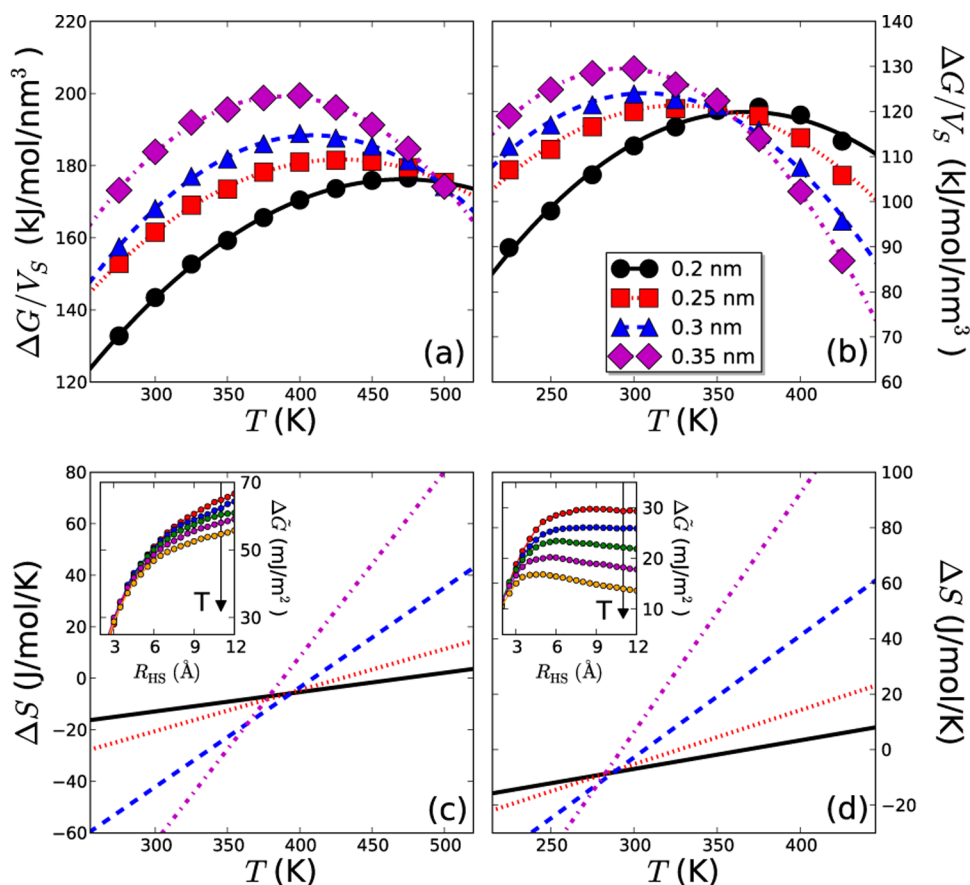 220
200
180
160
140
120
ΔG/V_S (kJ/mol/nm³)
300 350 400 450 500
T (K)
(a)
140
130
120
110
100
90
80
70
60
ΔG/V_S (kJ/mol/nm³)
250 300 350 400
T (K)
0.2 nm
0.25 nm
0.3 nm
0.35 nm
(b)
80
60
40
20
0
−20
−40
−60
ΔS (J/mol/K)
300 350 400 450 500
T (K)
70
50
30
ΔG̃ (mJ/m²)
T
3 6 9 12
R_HS (Å)
(c)
100
80
60
40
20
0
−20
ΔS (J/mol/K)
250 300 350 400
T (K)
30
20
10
ΔG̃ (mJ/m²)
T
3 6 9 12
R_HS (Å)
(d)